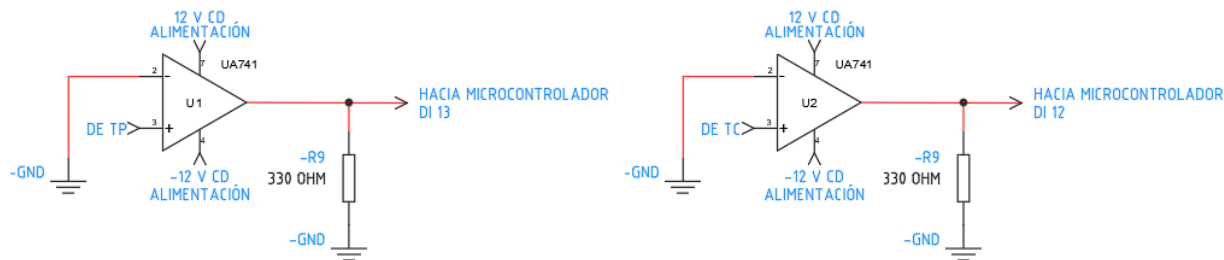 12 V CD
ALIMENTACIÓN
7
UA741
2
-
U1
HACIA MICROCONTROLADOR
DI 13
DE TP
3
+
4
-12 V CD
ALIMENTACIÓN
-GND
-R9
330 OHM
-GND
12 V CD
ALIMENTACIÓN
7
UA741
2
-
U2
HACIA MICROCONTROLADOR
DI 12
DE TC
3
+
4
-12 V CD
ALIMENTACIÓN
-GND
-R9
330 OHM
-GND